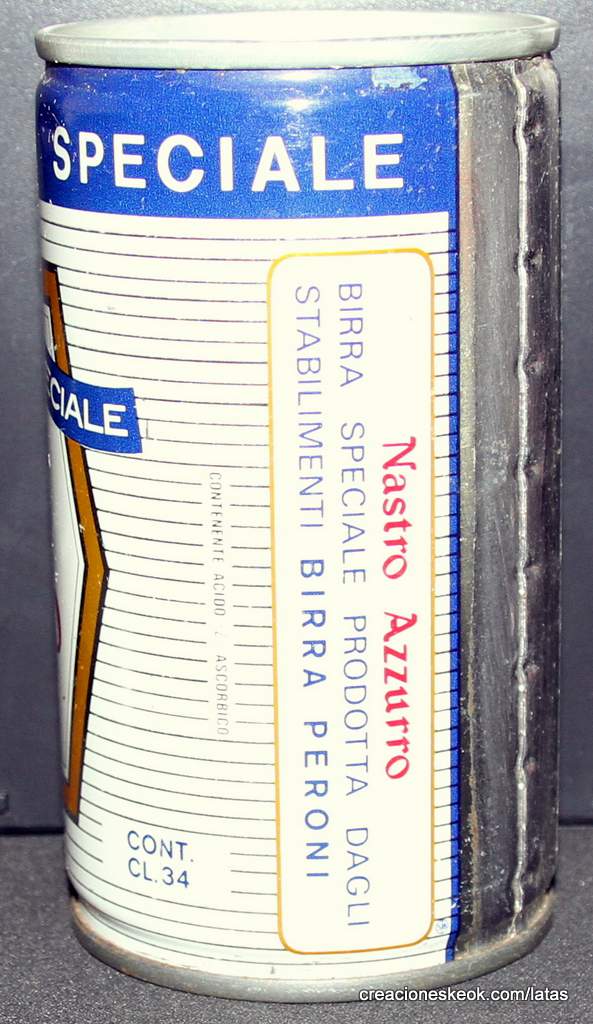 SPECIALE
CIALE
Nastro Azzurro
BIRRA SPECIALE PRODOTTA DAGLI
STABILIMENTI BIRRA PERONI
CONTENENTE ACIDO L ASCORBICO
CONT.
CL.34
creacioneskeok.com/latas